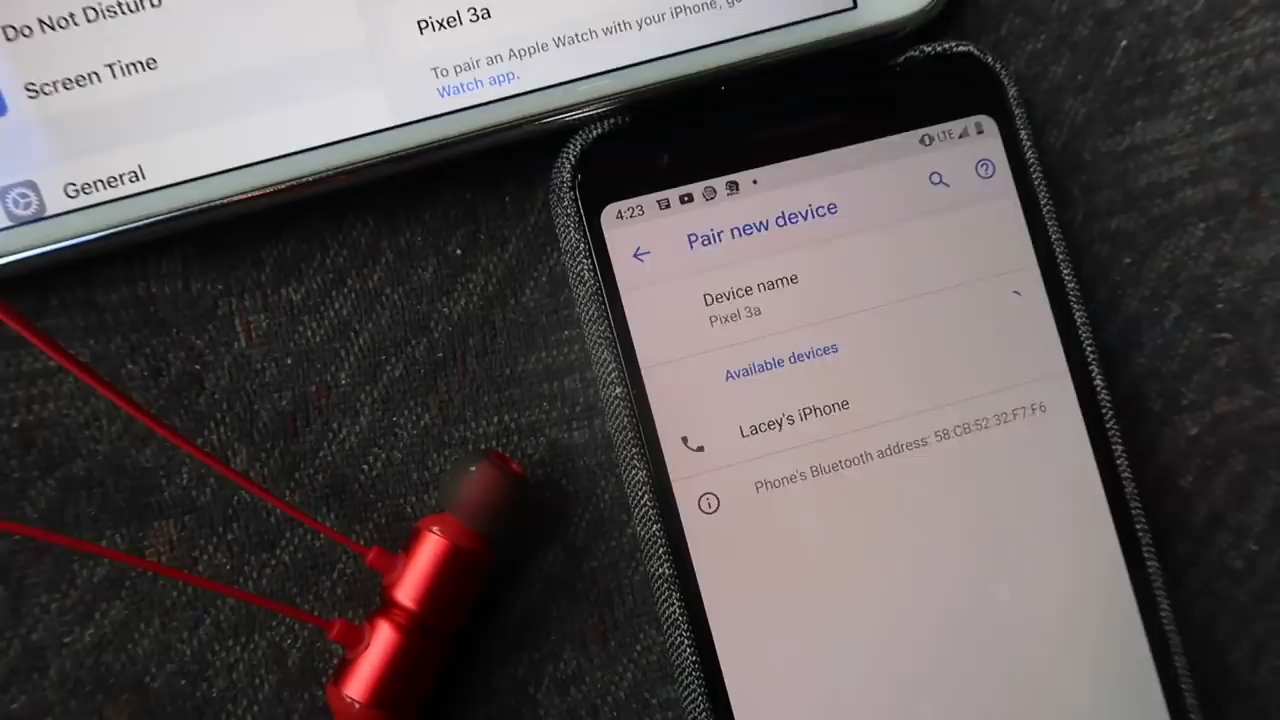 Do Not Disturb
Screen Time
General
Pixel 3a
To pair an Apple Watch with your iPhone, go
Watch app.
4:23
LTE
Pair new device
Device name
Pixel 3a
Available devices
Lacey's iPhone
Phone's Bluetooth address: 58:CB:52:32:F7:F6